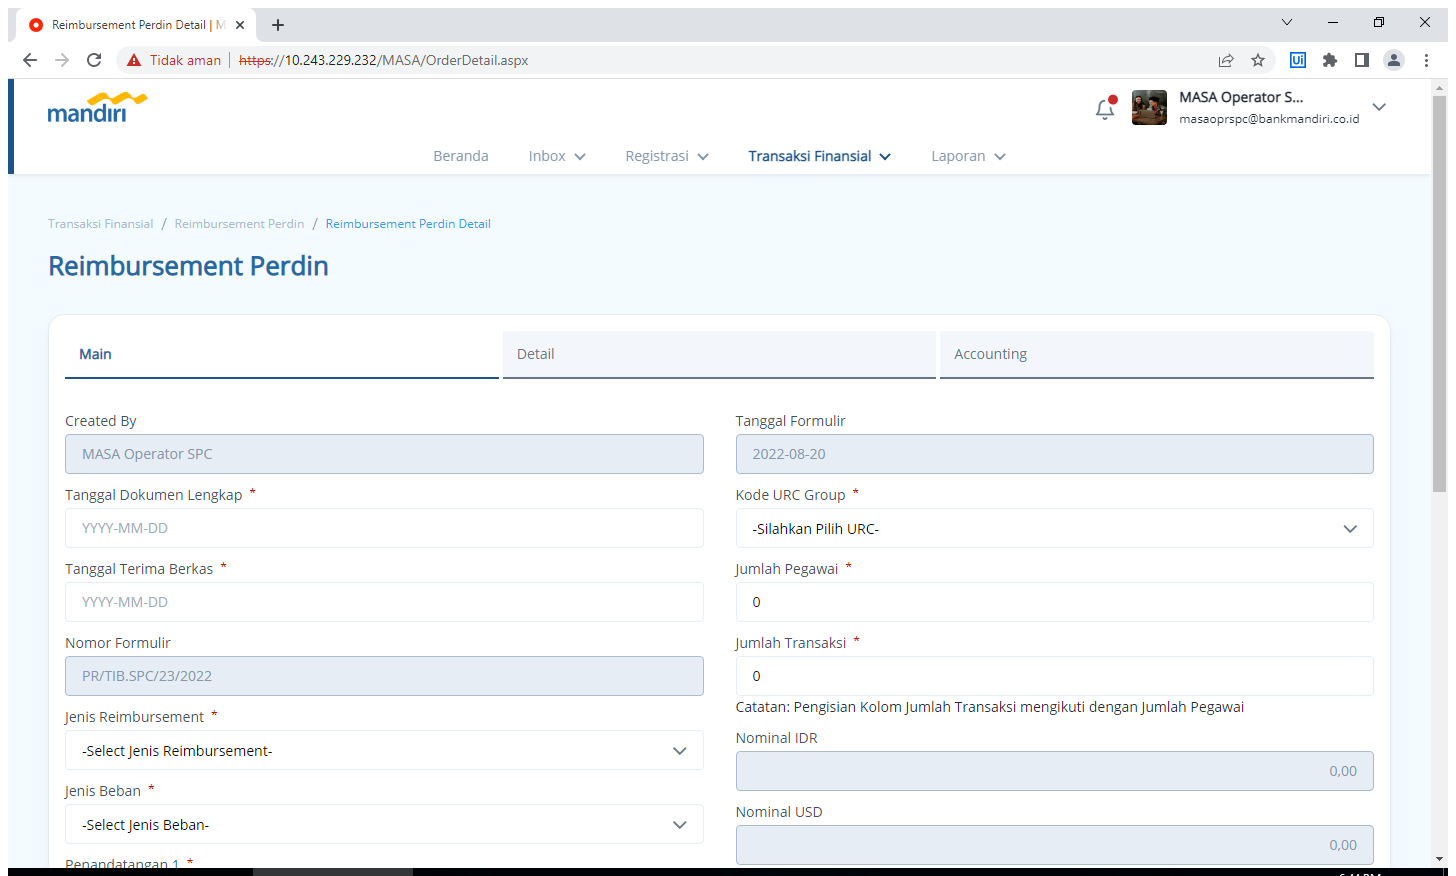 Reimbursement Perdin Detail | M
Tidak aman | https://10.243.229.232/MASA/OrderDetail.aspx
Ui
mandiri
MASA Operator S...
masaoprspc@bankmandiri.co.id
Beranda Inbox Registrasi Transaksi Finansial Laporan
Transaksi Finansial / Reimbursement Perdin / Reimbursement Perdin Detail
Reimbursement Perdin
Main Detail Accounting
Created By
MASA Operator SPC
Tanggal Formulir
2022-08-20
Tanggal Dokumen Lengkap *
YYYY-MM-DD
Kode URC Group *
-Silahkan Pilih URC-
Tanggal Terima Berkas *
YYYY-MM-DD
Jumlah Pegawai *
0
Nomor Formulir
PR/TIB.SPC/23/2022
Jumlah Transaksi *
0
Catatan: Pengisian Kolom Jumlah Transaksi mengikuti dengan Jumlah Pegawai
Jenis Reimbursement *
-Select Jenis Reimbursement-
Nominal IDR
0,00
Jenis Beban *
-Select Jenis Beban-
Nominal USD
0,00
Penandatangan 1 *